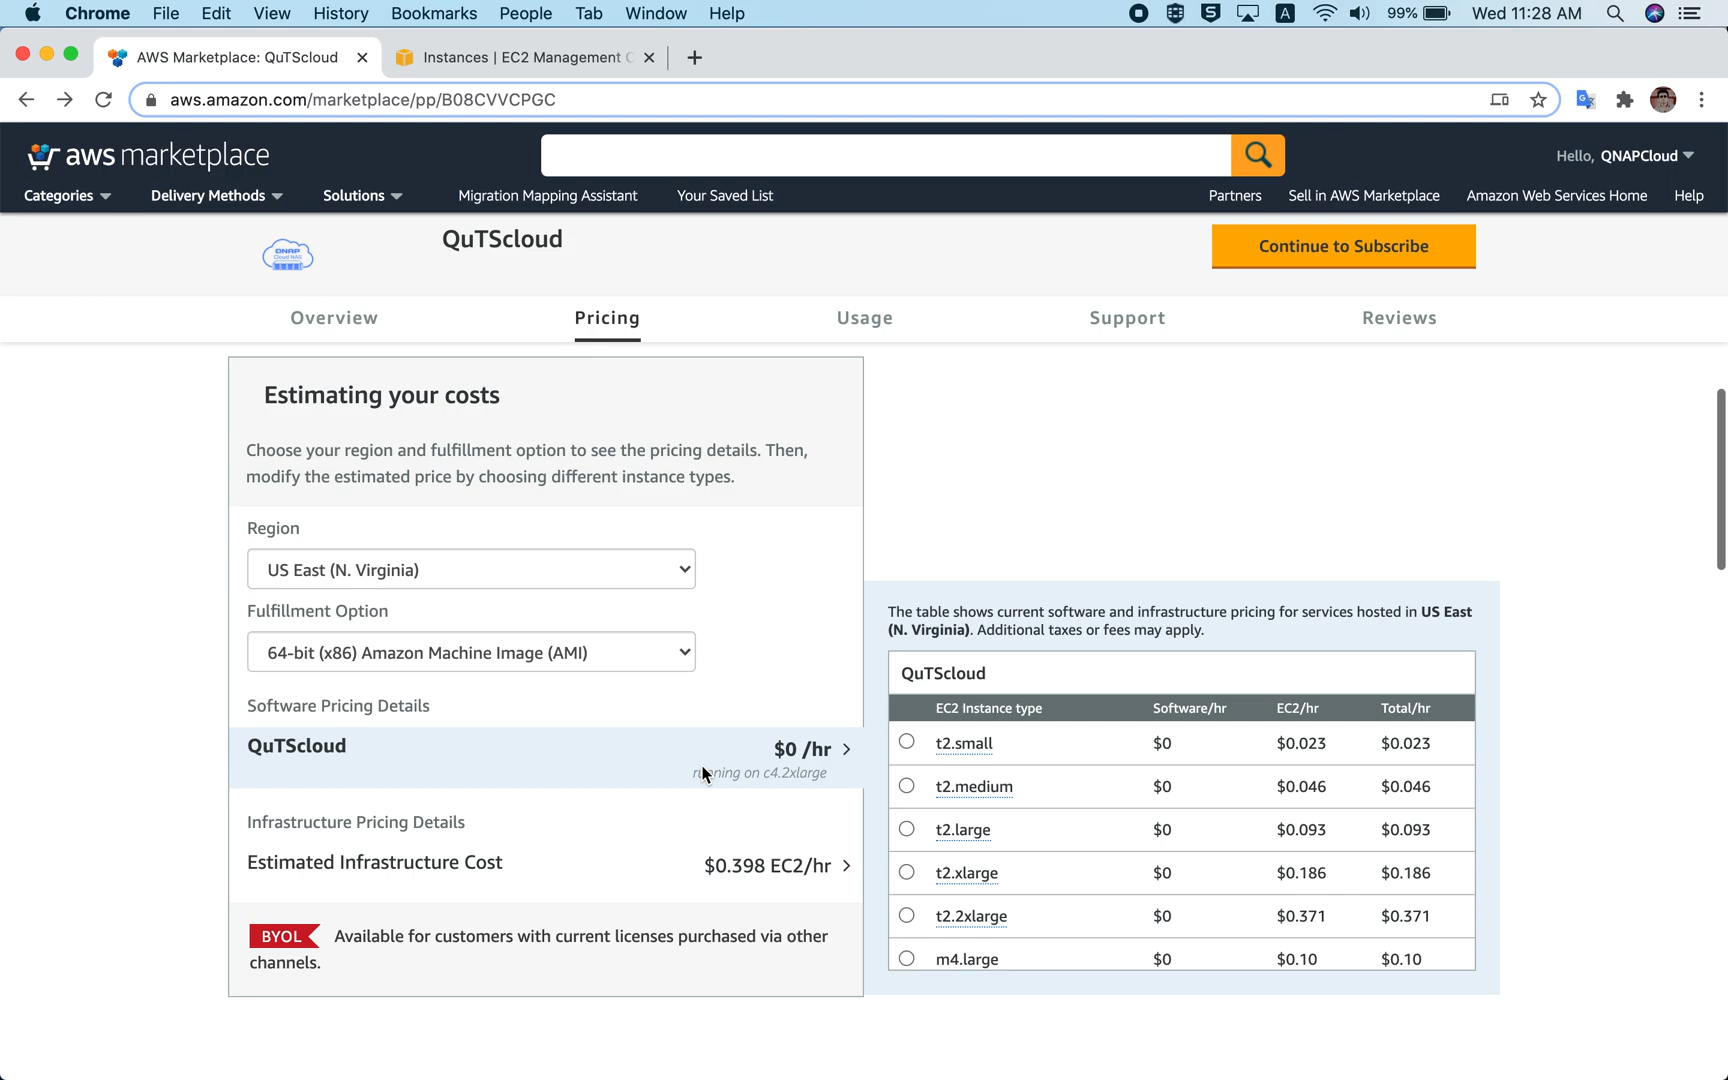 Chrome File Edit View History Bookmarks People Tab Window Help 99% Wed 11:28 AM
AWS Marketplace: QuTScloud Instances | EC2 Management C
aws.amazon.com/marketplace/pp/B08CVVCPGC
aws marketplace
Hello, QNAPCloud
Categories Delivery Methods Solutions Migration Mapping Assistant Your Saved List Partners Sell in AWS Marketplace Amazon Web Services Home Help
QNAP
Cloud NAS
QuTScloud
Continue to Subscribe
Overview Pricing Usage Support Reviews
Estimating your costs
Choose your region and fulfillment option to see the pricing details. Then,
modify the estimated price by choosing different instance types.
Region
US East (N. Virginia)
Fulfillment Option
64-bit (x86) Amazon Machine Image (AMI)
Software Pricing Details
QuTScloud $0 /hr
running on c4.2xlarge
Infrastructure Pricing Details
Estimated Infrastructure Cost $0.398 EC2/hr
BYOL Available for customers with current licenses purchased via other
channels.
The table shows current software and infrastructure pricing for services hosted in US East
(N. Virginia). Additional taxes or fees may apply.
QuTScloud
EC2 Instance type Software/hr EC2/hr Total/hr
t2.small $0 $0.023 $0.023
t2.medium $0 $0.046 $0.046
t2.large $0 $0.093 $0.093
t2.xlarge $0 $0.186 $0.186
t2.2xlarge $0 $0.371 $0.371
m4.large $0 $0.10 $0.10